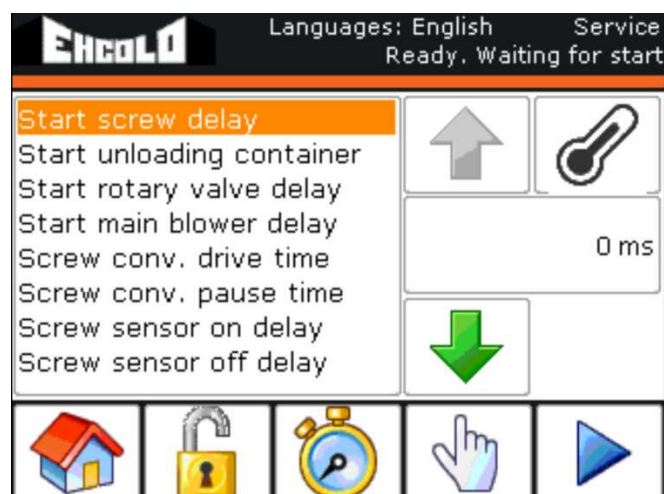 EHCOLO
Languages: English Service
Ready. Waiting for start
Start screw delay
Start unloading container
Start rotary valve delay
Start main blower delay
Screw conv. drive time
Screw conv. pause time
Screw sensor on delay
Screw sensor off delay
0 ms